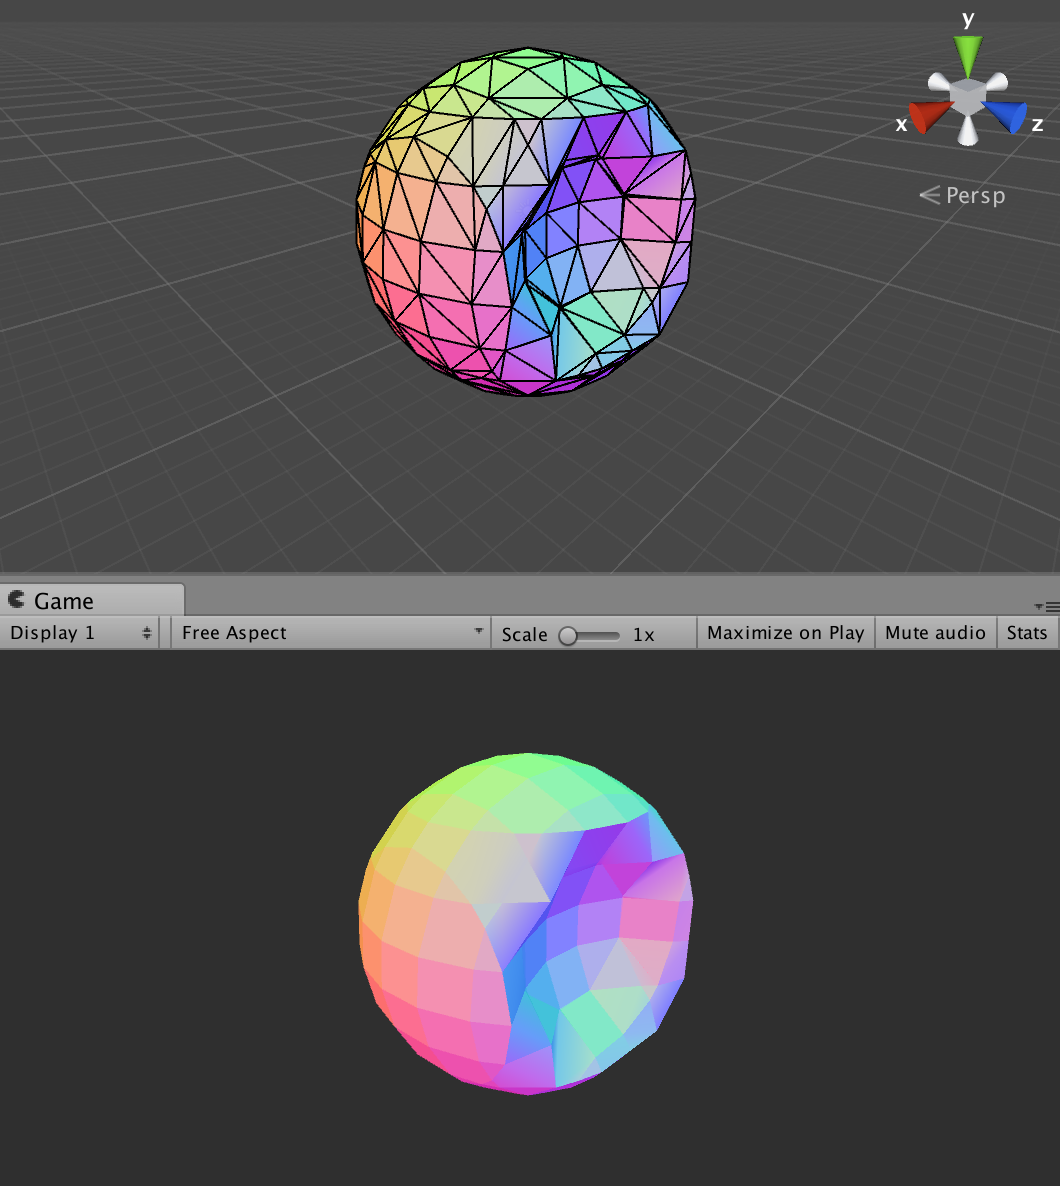 y
x z
< Persp
Game
Display 1 Free Aspect Scale 1x Maximize on Play Mute audio Stats